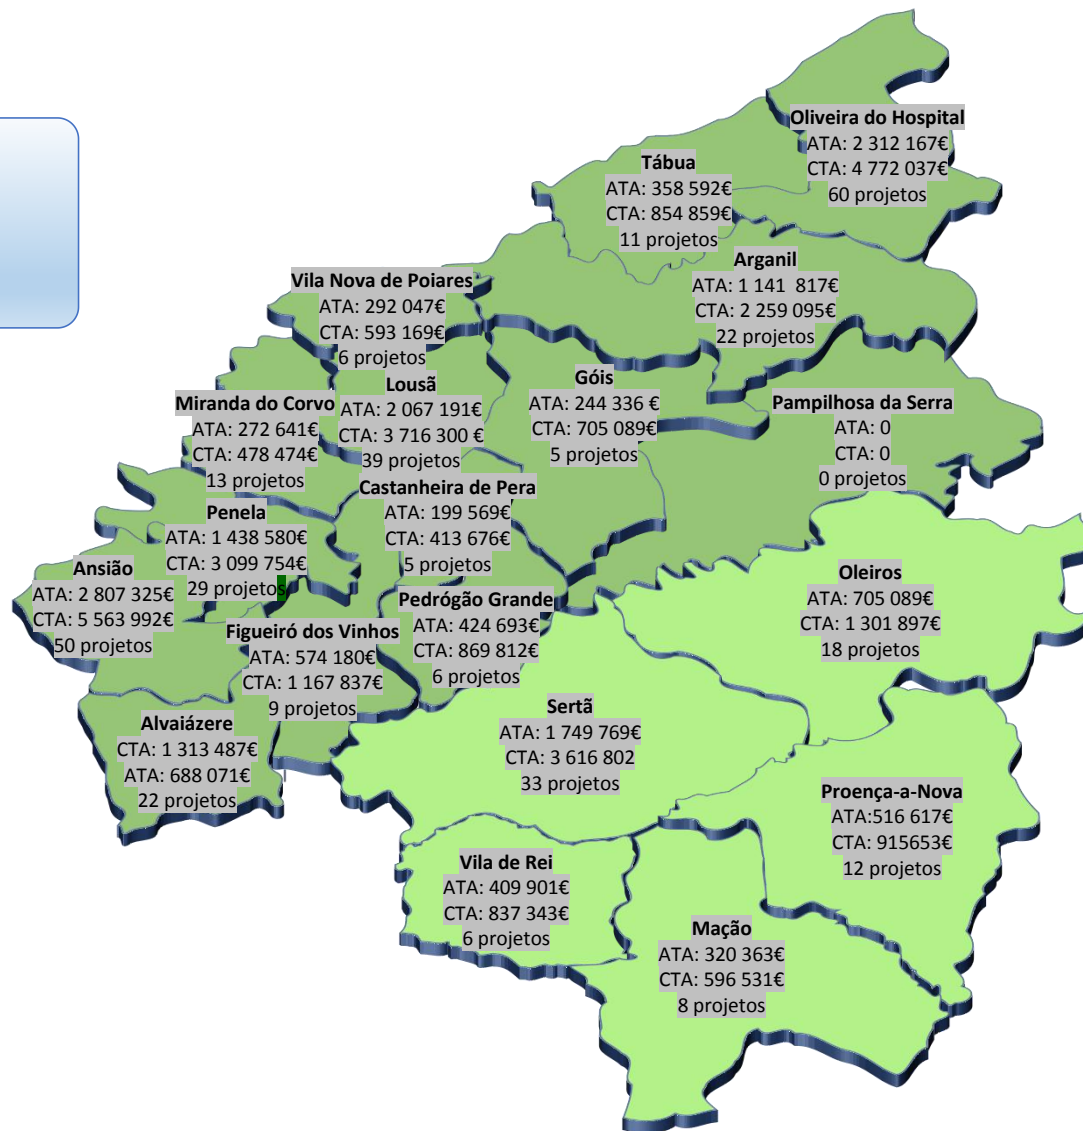 Oliveira do Hospital
ATA: 2 312 167€
CTA: 4 772 037€
60 projetos
Tábua
ATA: 358 592€
CTA: 854 859€
11 projetos
Arganil
ATA: 1 141  817€
CTA: 2 259 095€
22 projetos
Vila Nova de Poiares
ATA: 292 047€
CTA: 593 169€
6 projetos
Lousã
ATA: 2 067 191€
CTA: 3 716 300 €
39 projetos
Góis
ATA: 244 336 €
CTA: 705 089€
5 projetos
Pampilhosa da Serra
ATA: 0
CTA: 0
0 projetos
Miranda do Corvo
ATA: 272 641€
CTA: 478 474€
13 projetos
Castanheira de Pera
ATA: 199 569€
CTA: 413 676€
5 projetos
Penela
ATA: 1 438 580€
CTA: 3 099 754€
29 projetos
Ansião
ATA: 2 807 325€
CTA: 5 563 992€
50 projetos
Oleiros
ATA: 705 089€
CTA: 1 301 897€
18 projetos
Pedrógão Grande
ATA: 424 693€
CTA: 869 812€
6 projetos
Figueiró dos Vinhos
ATA: 574 180€
CTA: 1 167 837€
9 projetos
Sertã
ATA: 1 749 769€
CTA: 3 616 802
33 projetos
Alvaiázere
CTA: 1 313 487€
ATA: 688 071€
22 projetos
Proença-a-Nova
ATA:516 617€
CTA: 915653€
12 projetos
Vila de Rei
ATA: 409 901€
CTA: 837 343€
6 projetos
Mação
ATA: 320 363€
CTA: 596 531€
8 projetos